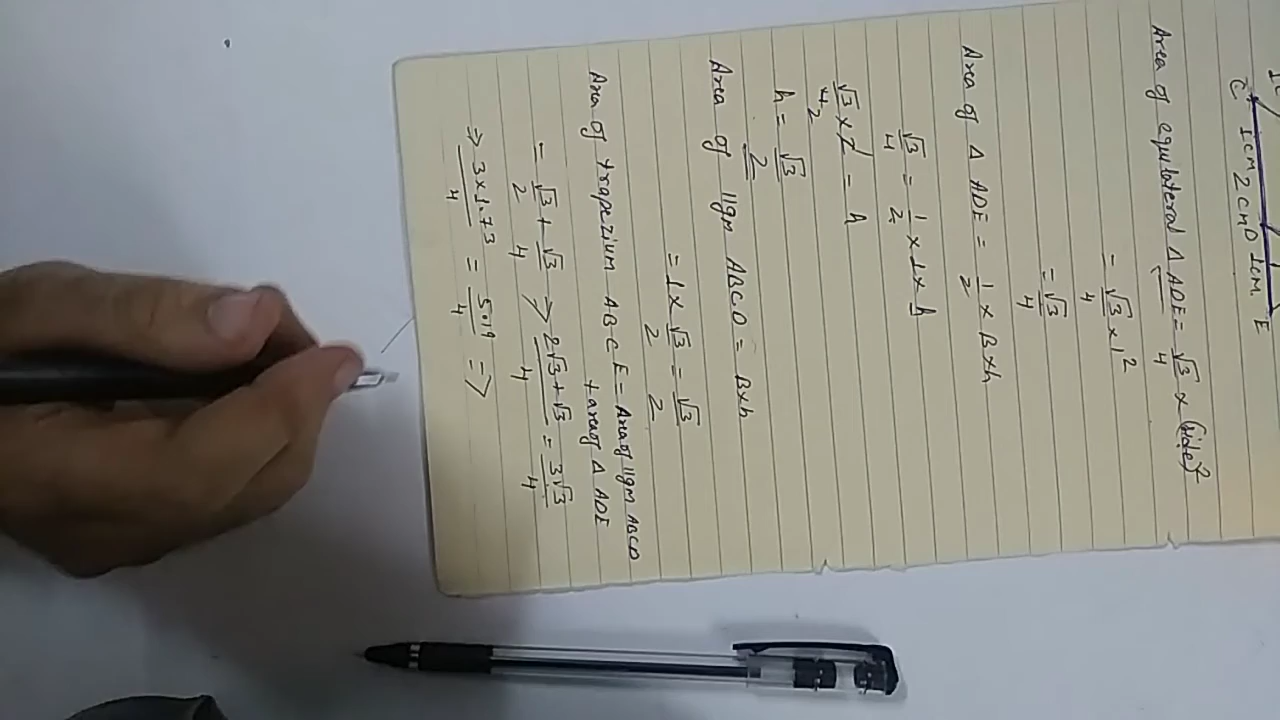 C 1cm 2cm D 1cm E
Area of equilateral Δ ADE = √3/4 × (side)²
= √3/4 × 1²
= √3/4
Area of Δ ADE = 1/2 × B×h
√3/4 = 1/2 × 1 × h
√3/4 × 2 = h
h = √3/2
Area of llgm ABCD = B×h
= 1 × √3/2 = √3/2
Area of trapezium ABCE = Area of llgm ABCD
+ area of Δ ADE
= √3/2 + √3/4 => 2√3+√3/4 = 3√3/4
=> 3×1.73/4 = 5.19/4 =>